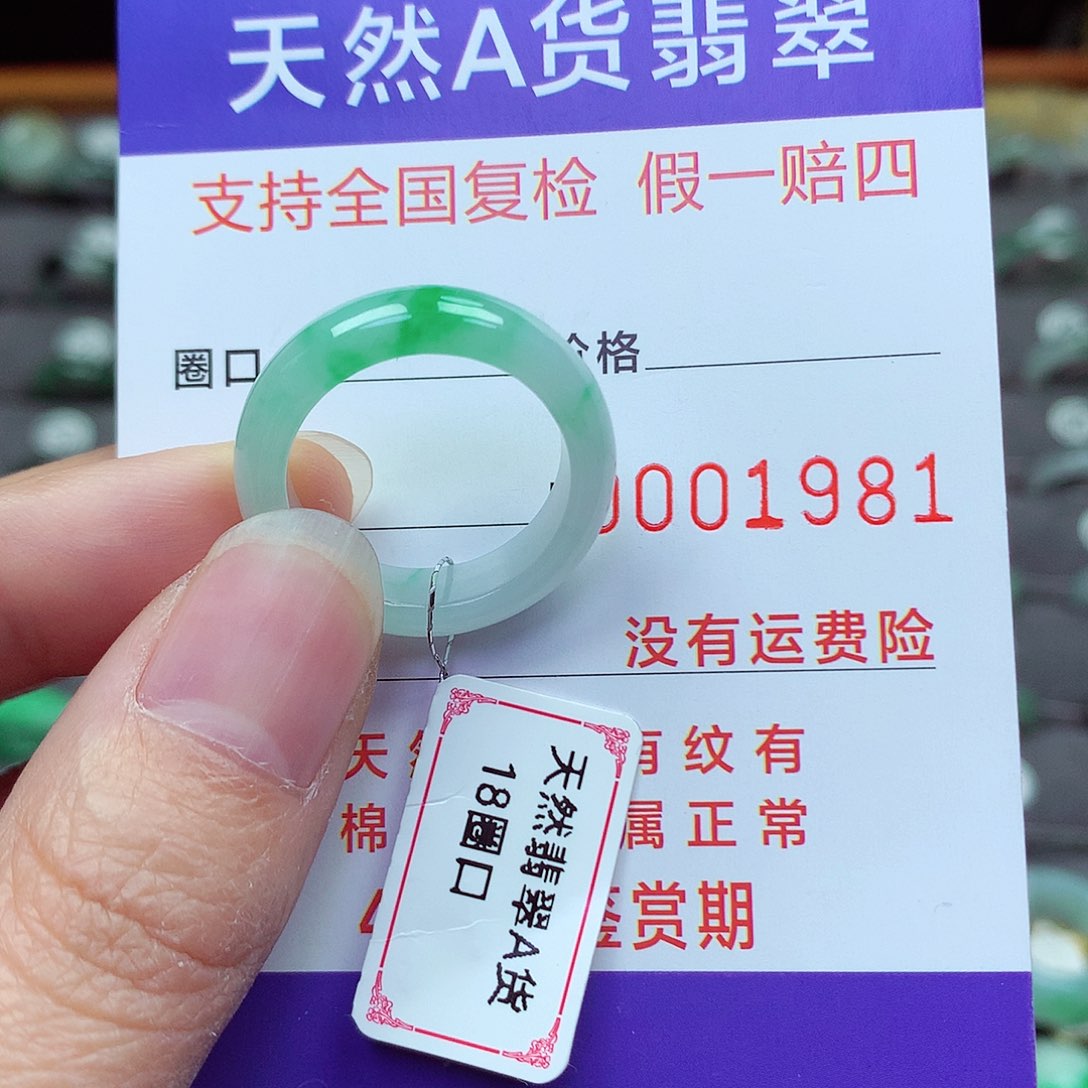 天然A货翡翠
支持全国复检 假一赔四
圈口
价格
0001981
没有运费险
天然 有纹有
棉 属正常
鉴赏期
天然翡翠A货
18圈口